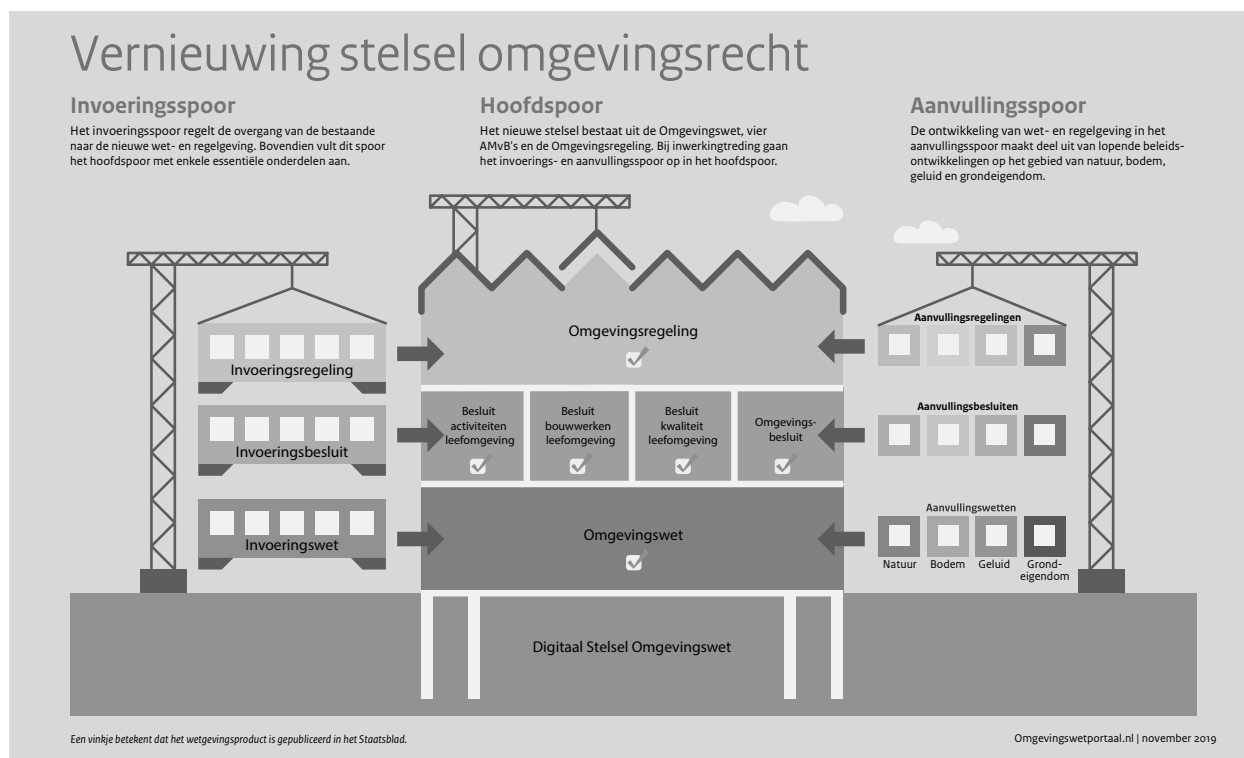 Vernieuwing stelsel omgevingsrecht
Invoeringsspoor
Het invoeringsspoor regelt de overgang van de bestaande
naar de nieuwe wet- en regelgeving. Bovendien vult dit spoor
het hoofdspoor met enkele essentiële onderdelen aan.
Hoofdspoor
Het nieuwe stelsel bestaat uit de Omgevingswet, vier
AMvB's en de Omgevingsregeling. Bij inwerkingtreding gaan
het invoerings- en aanvullingsspoor op in het hoofdspoor.
Aanvullingsspoor
De ontwikkeling van wet- en regelgeving in het
aanvullingsspoor maakt deel uit van lopende beleids-
ontwikkelingen op het gebied van natuur, bodem,
geluid en grondeigendom.
Invoeringsregeling
Invoeringsbesluit
Invoeringswet
Omgevingsregeling
Besluit
activiteiten
leefomgeving
Besluit
bouwwerken
leefomgeving
Besluit
kwaliteit
leefomgeving
Omgevings-
besluit
Omgevingswet
Digitaal Stelsel Omgevingswet
Aanvullingsregelingen
Aanvullingsbesluiten
Aanvullingswetten
Natuur
Bodem
Geluid
Grond-
eigendom
Een vinkje betekent dat het wetgevingsproduct is gepubliceerd in het Staatsblad.
Omgevingswetportaal.nl | november 2019